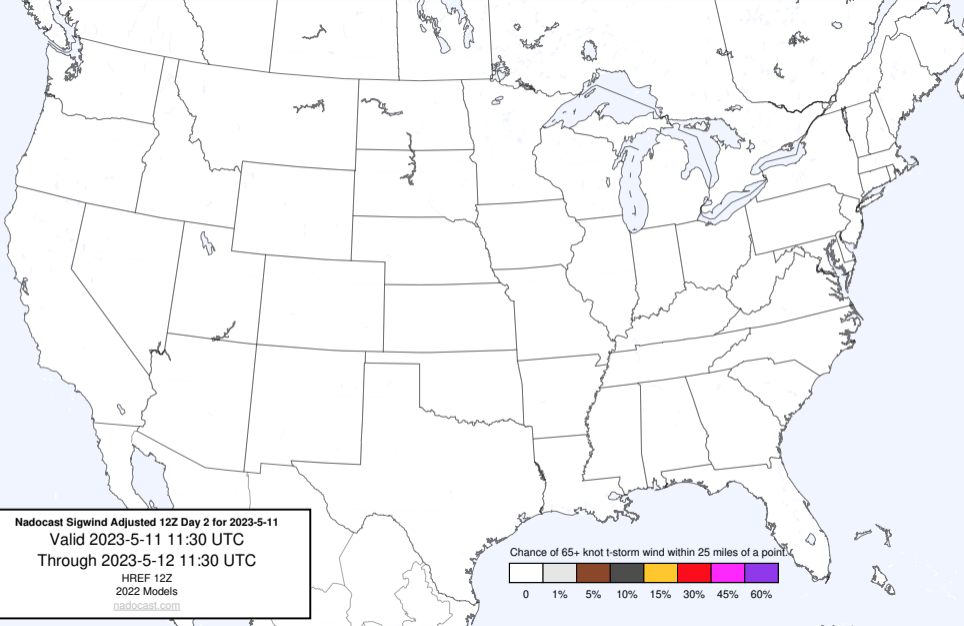 Nadocast Sigwind Adjusted 12Z Day 2 for 2023-5-11
Valid 2023-5-11 11:30 UTC
Through 2023-5-12 11:30 UTC
HREF 12Z
2022 Models
nadocast.com
Chance of 65+ knot t-storm wind within 25 miles of a point.
0 1% 5% 10% 15% 30% 45% 60%